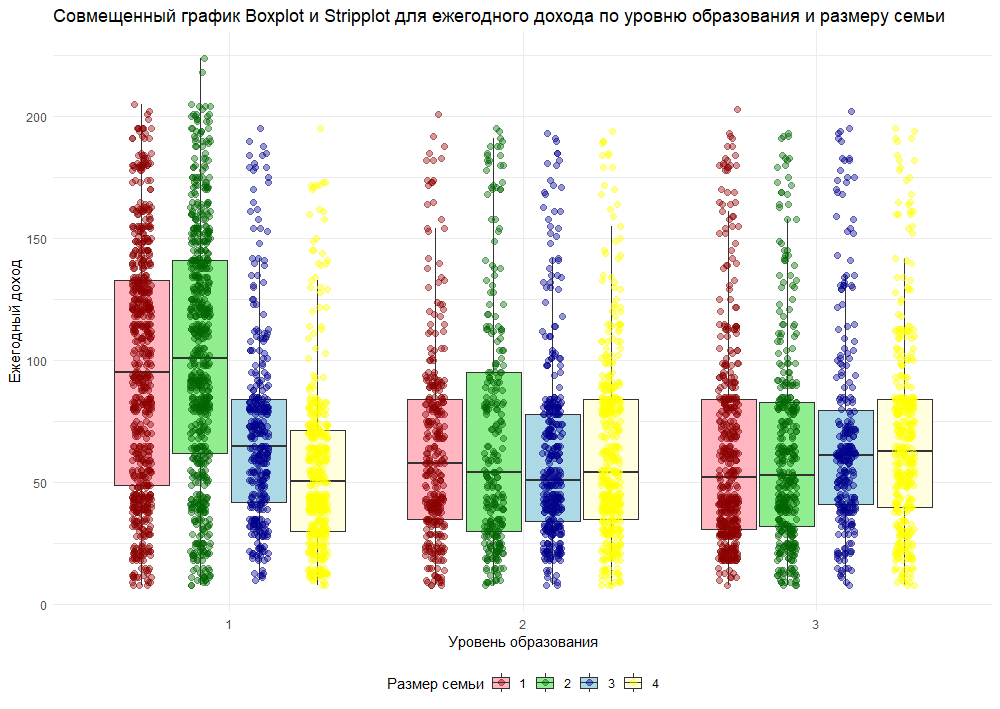 Совмещенный график Boxplot и Stripplot для ежегодного дохода по уровню образования и размеру семьи
Ежегодный доход
200
150
100
50
0
1 2 3
Уровень образования
Размер семьи 1 2 3 4